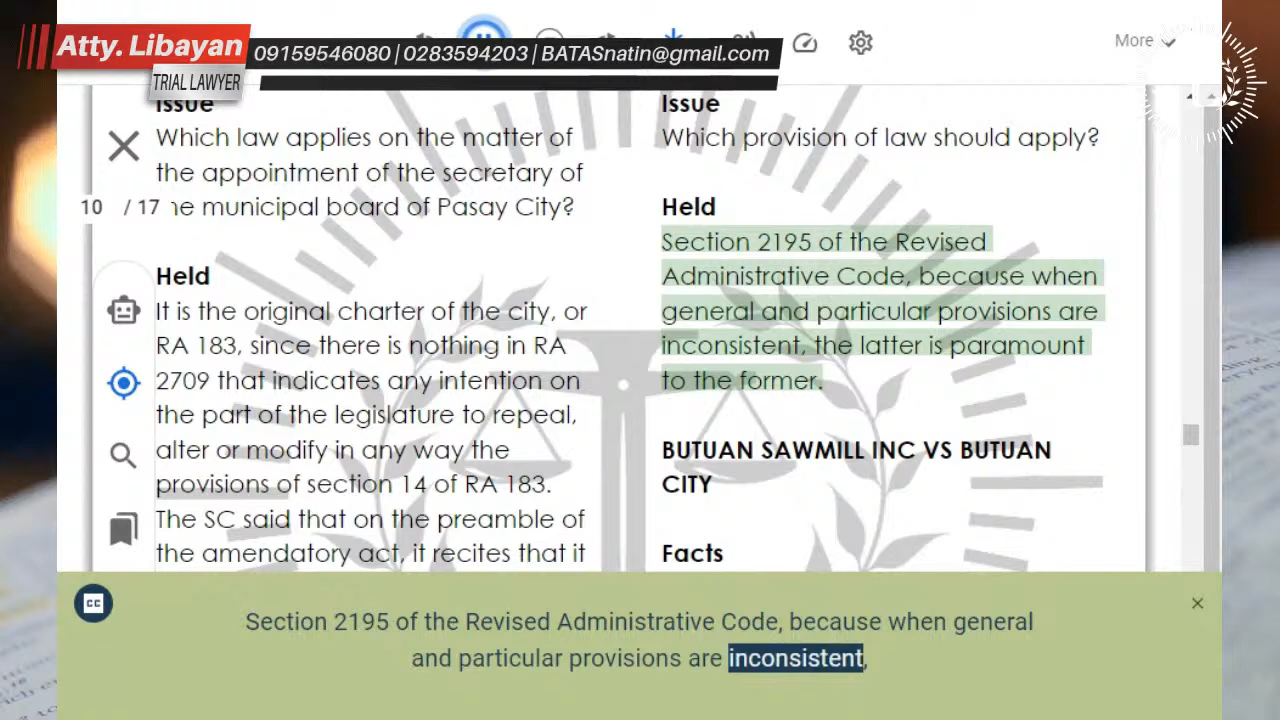 Atty. Libayan
TRIAL LAWYER
09159546080 | 0283594203 | BATASnatin@gmail.com
More
10 / 17
Issue
Which law applies on the matter of
the appointment of the secretary of
he municipal board of Pasay City?
Held
It is the original charter of the city, or
RA 183, since there is nothing in RA
2709 that indicates any intention on
the part of the legislature to repeal,
alter or modify in any way the
provisions of section 14 of RA 183.
The SC said that on the preamble of
the amendatory act, it recites that it
Issue
Which provision of law should apply?
Held
Section 2195 of the Revised
Administrative Code, because when
general and particular provisions are
inconsistent, the latter is paramount
to the former.
BUTUAN SAWMILL INC VS BUTUAN
CITY
Facts
CC
Section 2195 of the Revised Administrative Code, because when general
and particular provisions are inconsistent,